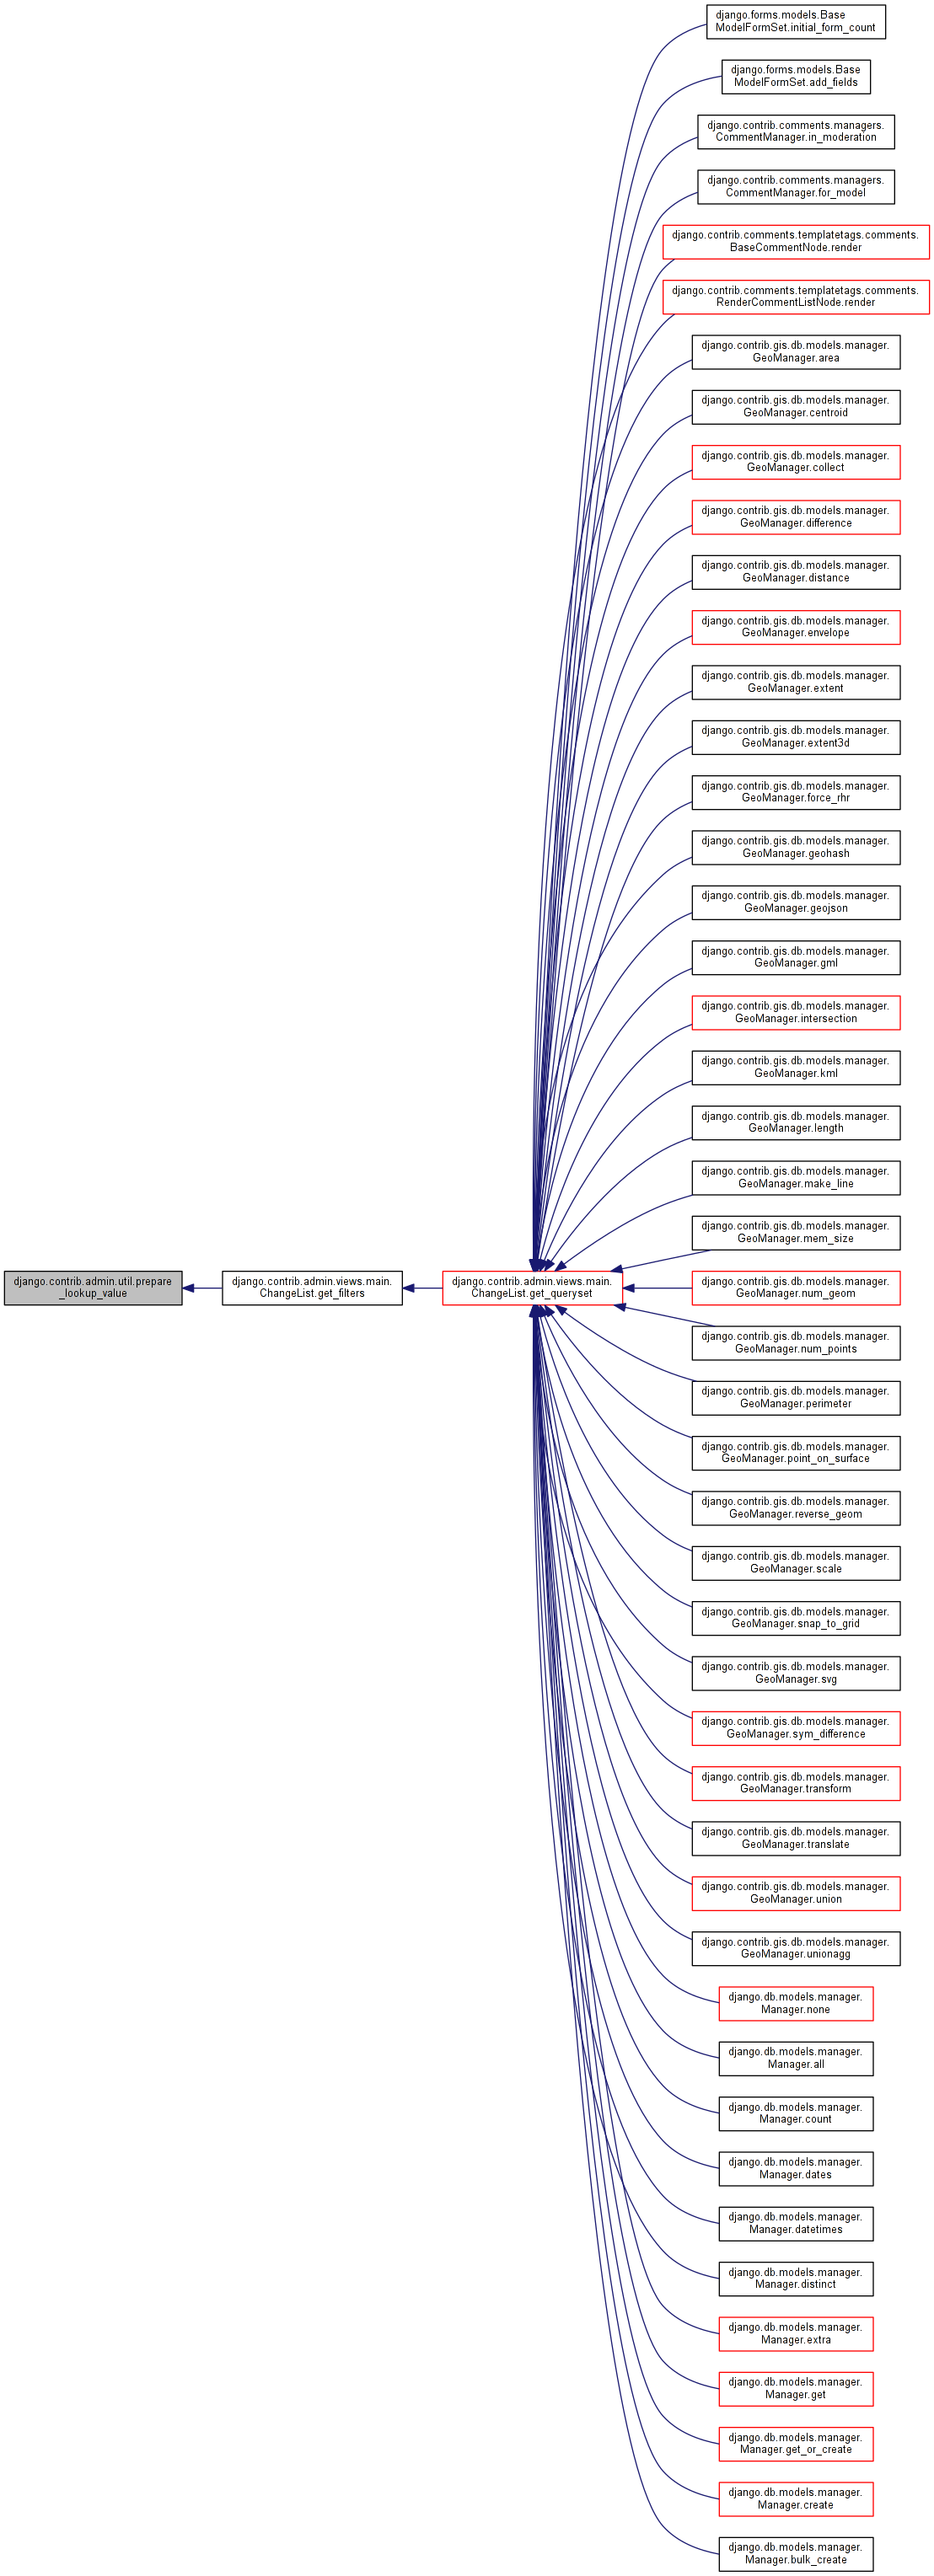 django.forms.models.Base
ModelFormSet.initial_form_count
django.forms.models.Base
ModelFormSet.add_fields
django.contrib.comments.managers.
CommentManager.in_moderation
django.contrib.comments.managers.
CommentManager.for_model
django.contrib.comments.templatetags.comments.
BaseCommentNode.render
django.contrib.comments.templatetags.comments.
RenderCommentListNode.render
django.contrib.gis.db.models.manager.
GeoManager.area
django.contrib.gis.db.models.manager.
GeoManager.centroid
django.contrib.gis.db.models.manager.
GeoManager.collect
django.contrib.gis.db.models.manager.
GeoManager.difference
django.contrib.gis.db.models.manager.
GeoManager.distance
django.contrib.gis.db.models.manager.
GeoManager.envelope
django.contrib.gis.db.models.manager.
GeoManager.extent
django.contrib.gis.db.models.manager.
GeoManager.extent3d
django.contrib.gis.db.models.manager.
GeoManager.force_rhr
django.contrib.gis.db.models.manager.
GeoManager.geohash
django.contrib.gis.db.models.manager.
GeoManager.geojson
django.contrib.gis.db.models.manager.
GeoManager.gml
django.contrib.gis.db.models.manager.
GeoManager.intersection
django.contrib.gis.db.models.manager.
GeoManager.kml
django.contrib.gis.db.models.manager.
GeoManager.length
django.contrib.gis.db.models.manager.
GeoManager.make_line
django.contrib.gis.db.models.manager.
GeoManager.mem_size
django.contrib.admin.util.prepare
_lookup_value
django.contrib.admin.views.main.
ChangeList.get_filters
django.contrib.admin.views.main.
ChangeList.get_queryset
django.contrib.gis.db.models.manager.
GeoManager.num_geom
django.contrib.gis.db.models.manager.
GeoManager.num_points
django.contrib.gis.db.models.manager.
GeoManager.perimeter
django.contrib.gis.db.models.manager.
GeoManager.point_on_surface
django.contrib.gis.db.models.manager.
GeoManager.reverse_geom
django.contrib.gis.db.models.manager.
GeoManager.scale
django.contrib.gis.db.models.manager.
GeoManager.snap_to_grid
django.contrib.gis.db.models.manager.
GeoManager.svg
django.contrib.gis.db.models.manager.
GeoManager.sym_difference
django.contrib.gis.db.models.manager.
GeoManager.transform
django.contrib.gis.db.models.manager.
GeoManager.translate
django.contrib.gis.db.models.manager.
GeoManager.union
django.contrib.gis.db.models.manager.
GeoManager.unionagg
django.db.models.manager.
Manager.none
django.db.models.manager.
Manager.all
django.db.models.manager.
Manager.count
django.db.models.manager.
Manager.dates
django.db.models.manager.
Manager.datetimes
django.db.models.manager.
Manager.distinct
django.db.models.manager.
Manager.extra
django.db.models.manager.
Manager.get
django.db.models.manager.
Manager.get_or_create
django.db.models.manager.
Manager.create
django.db.models.manager.
Manager.bulk_create